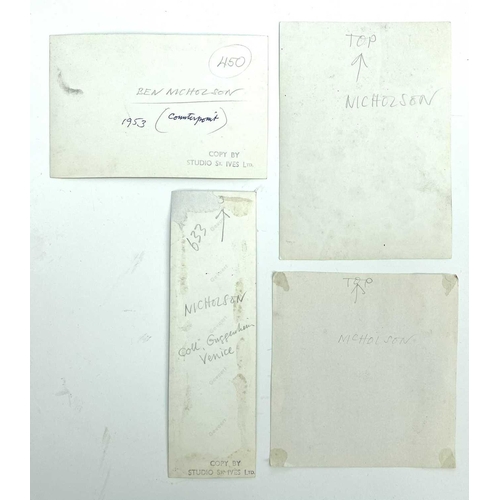 450
BEN NICHOLSON
1953 (Counterpoint)
COPY BY
STUDIO St IVES Ltd
TOP
NICHOLSON
633
NICHOLSON
Coll. Guggenheim
Venice
COPY BY
STUDIO St IVES Ltd
TOP
NICHOLSON